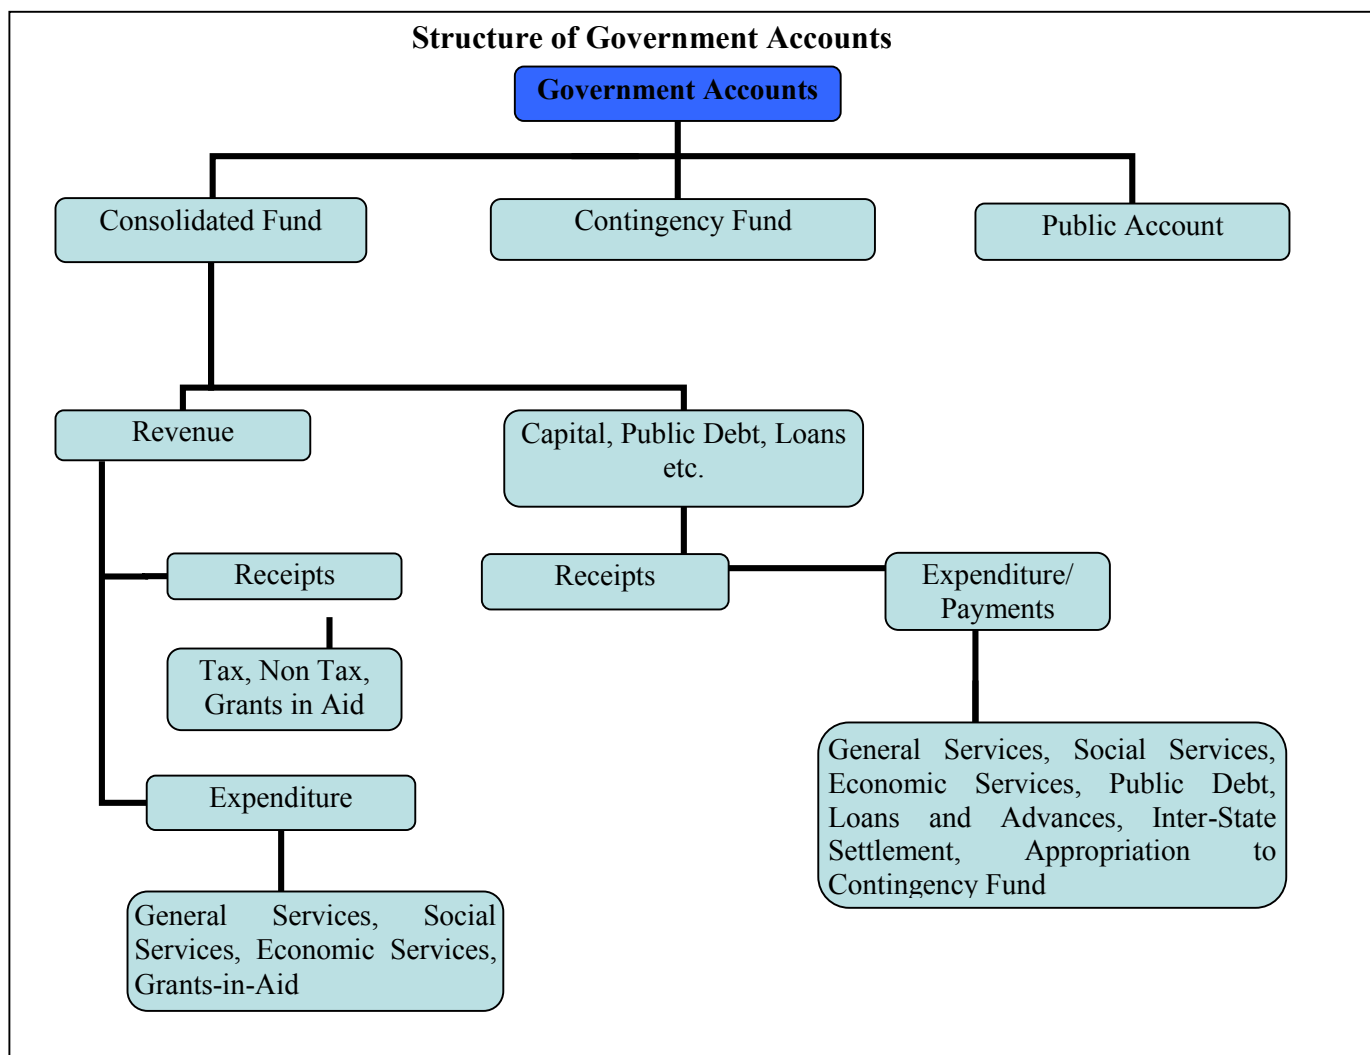 Structure of Government Accounts
Government Accounts
Consolidated Fund
Contingency Fund
Public Account
Revenue
Capital, Public Debt, Loans
etc.
Receipts
Receipts
Expenditure/
Payments
Tax, Non Tax,
Grants in Aid
Expenditure
General Services, Social Services,
Economic Services, Public Debt,
Loans and Advances, Inter-State
Settlement, Appropriation to
Contingency Fund
General Services, Social
Services, Economic Services,
Grants-in-Aid